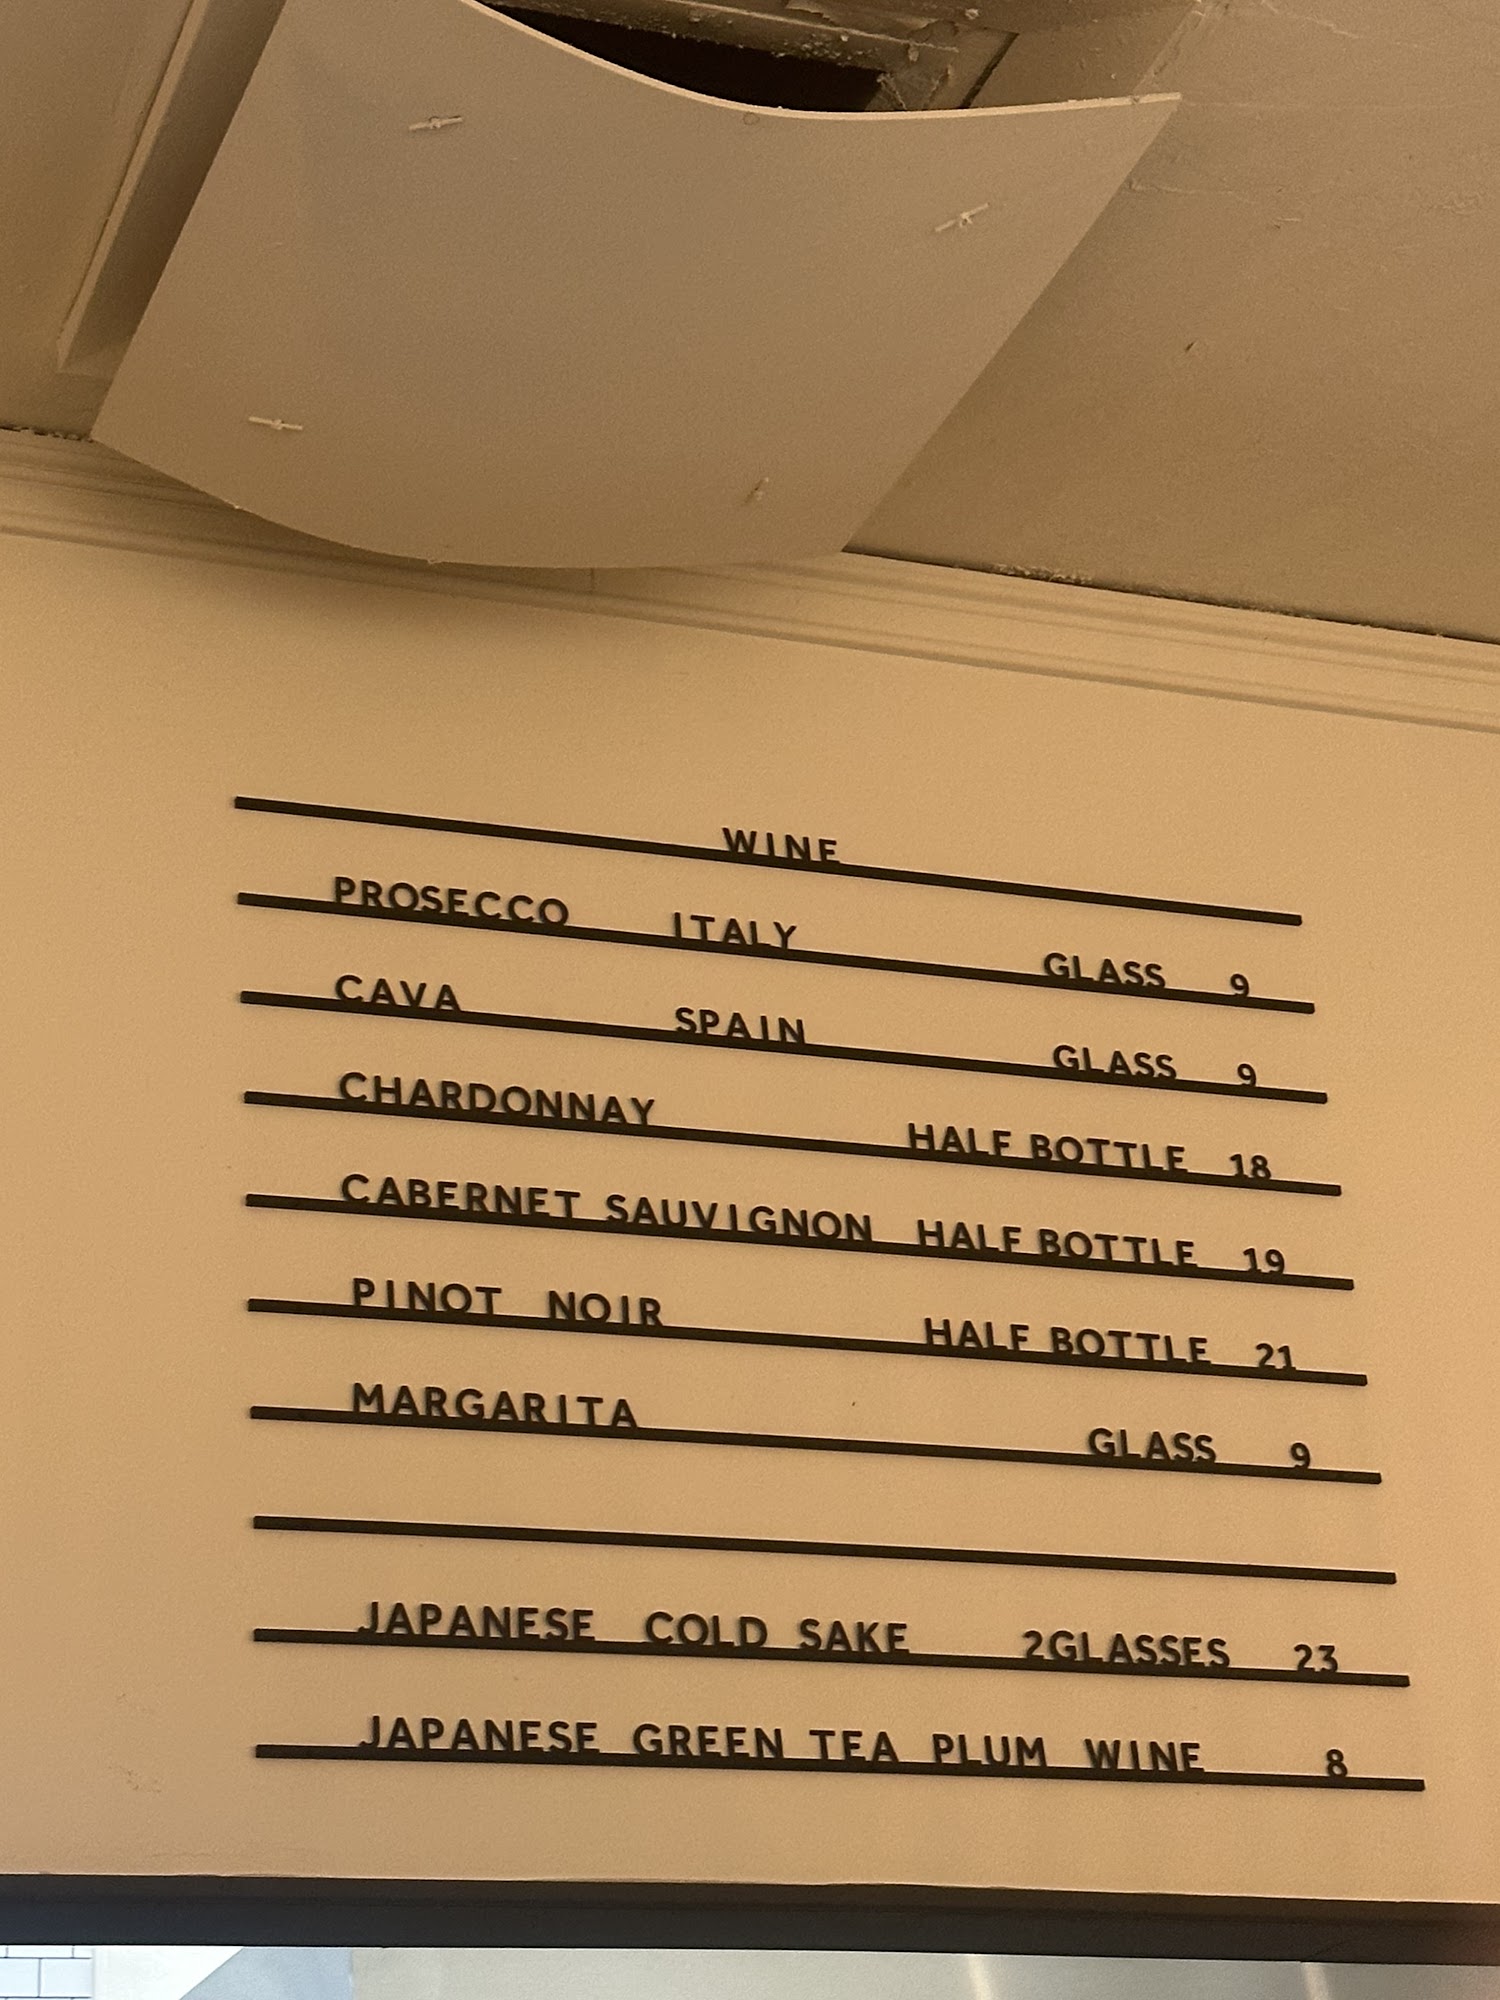 WINE
PROSECCO ITALY GLASS 9
CAVA SPAIN GLASS 9
CHARDONNAY HALF BOTTLE 18
CABERNET SAUVIGNON HALF BOTTLE 19
PINOT NOIR HALF BOTTLE 21
MARGARITA GLASS 9
JAPANESE COLD SAKE 2GLASSES 23
JAPANESE GREEN TEA PLUM WINE 8